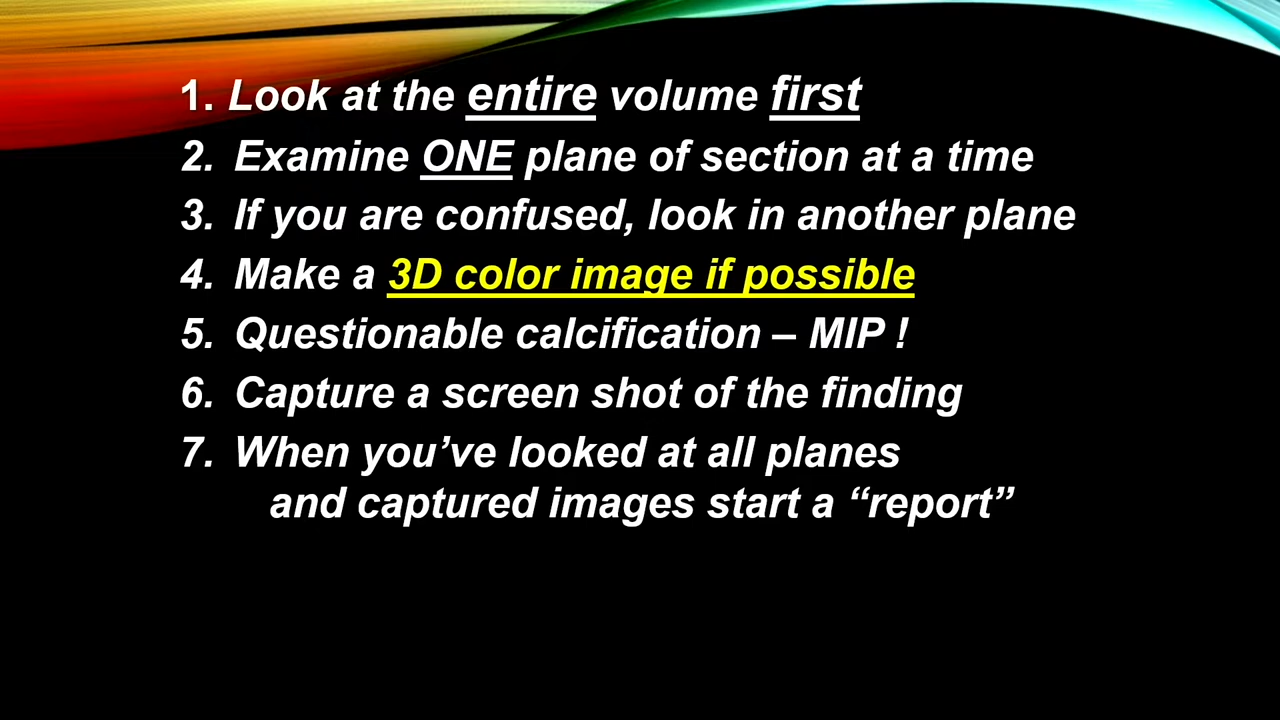 1. Look at the entire volume first
2. Examine ONE plane of section at a time
3. If you are confused, look in another plane
4. Make a 3D color image if possible
5. Questionable calcification – MIP !
6. Capture a screen shot of the finding
7. When you’ve looked at all planes
and captured images start a “report”